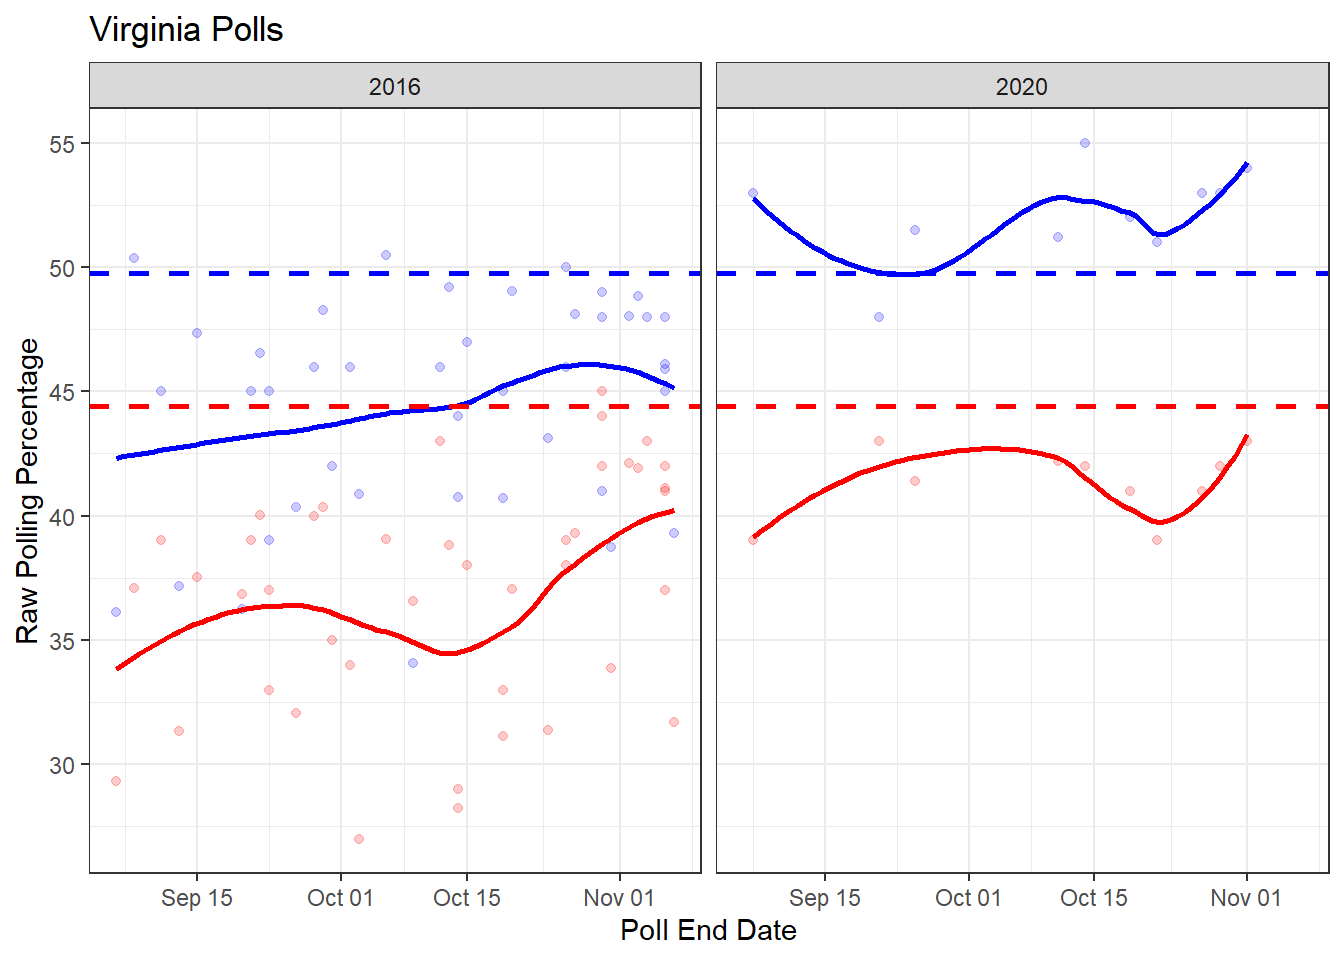 Virginia Polls
2016
2020
55
50
45
40
35
30
Raw Polling Percentage
Sep 15
Oct 01
Oct 15
Nov 01
Sep 15
Oct 01
Oct 15
Nov 01
Poll End Date